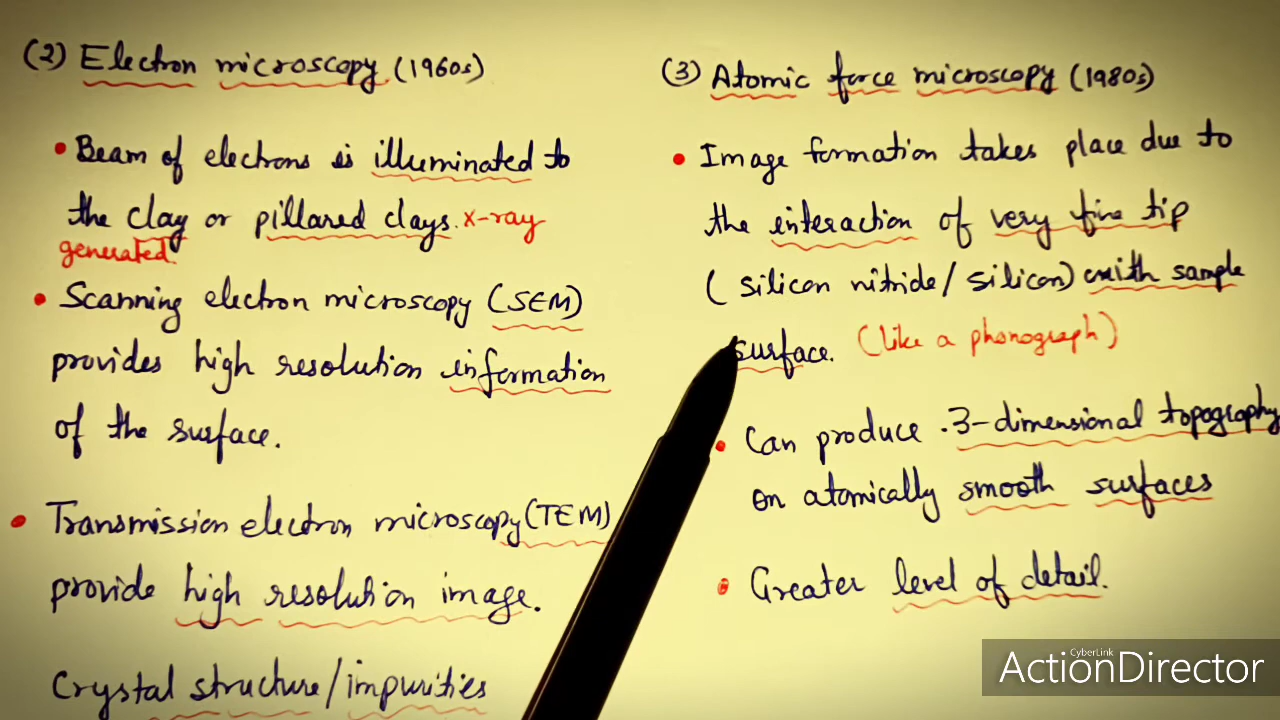 (2) Electron microscopy (1960s)
• Beam of electrons is illuminated to
the clay or pillared clays. x-ray
generated.
• Scanning electron microscopy (SEM)
provides high resolution information
of the surface.
• Transmission electron microscopy (TEM)
provide high resolution image.
Crystal structure/impurities
(3) Atomic force microscopy (1980s)
• Image formation takes place due to
the interaction of very fine tip
( silicon nitride/ silicon) with sample
surface. (like a phonograph)
• Can produce .3-dimensional topography
on atomically smooth surfaces
• Greater level of detail.
CyberLink
ActionDirector